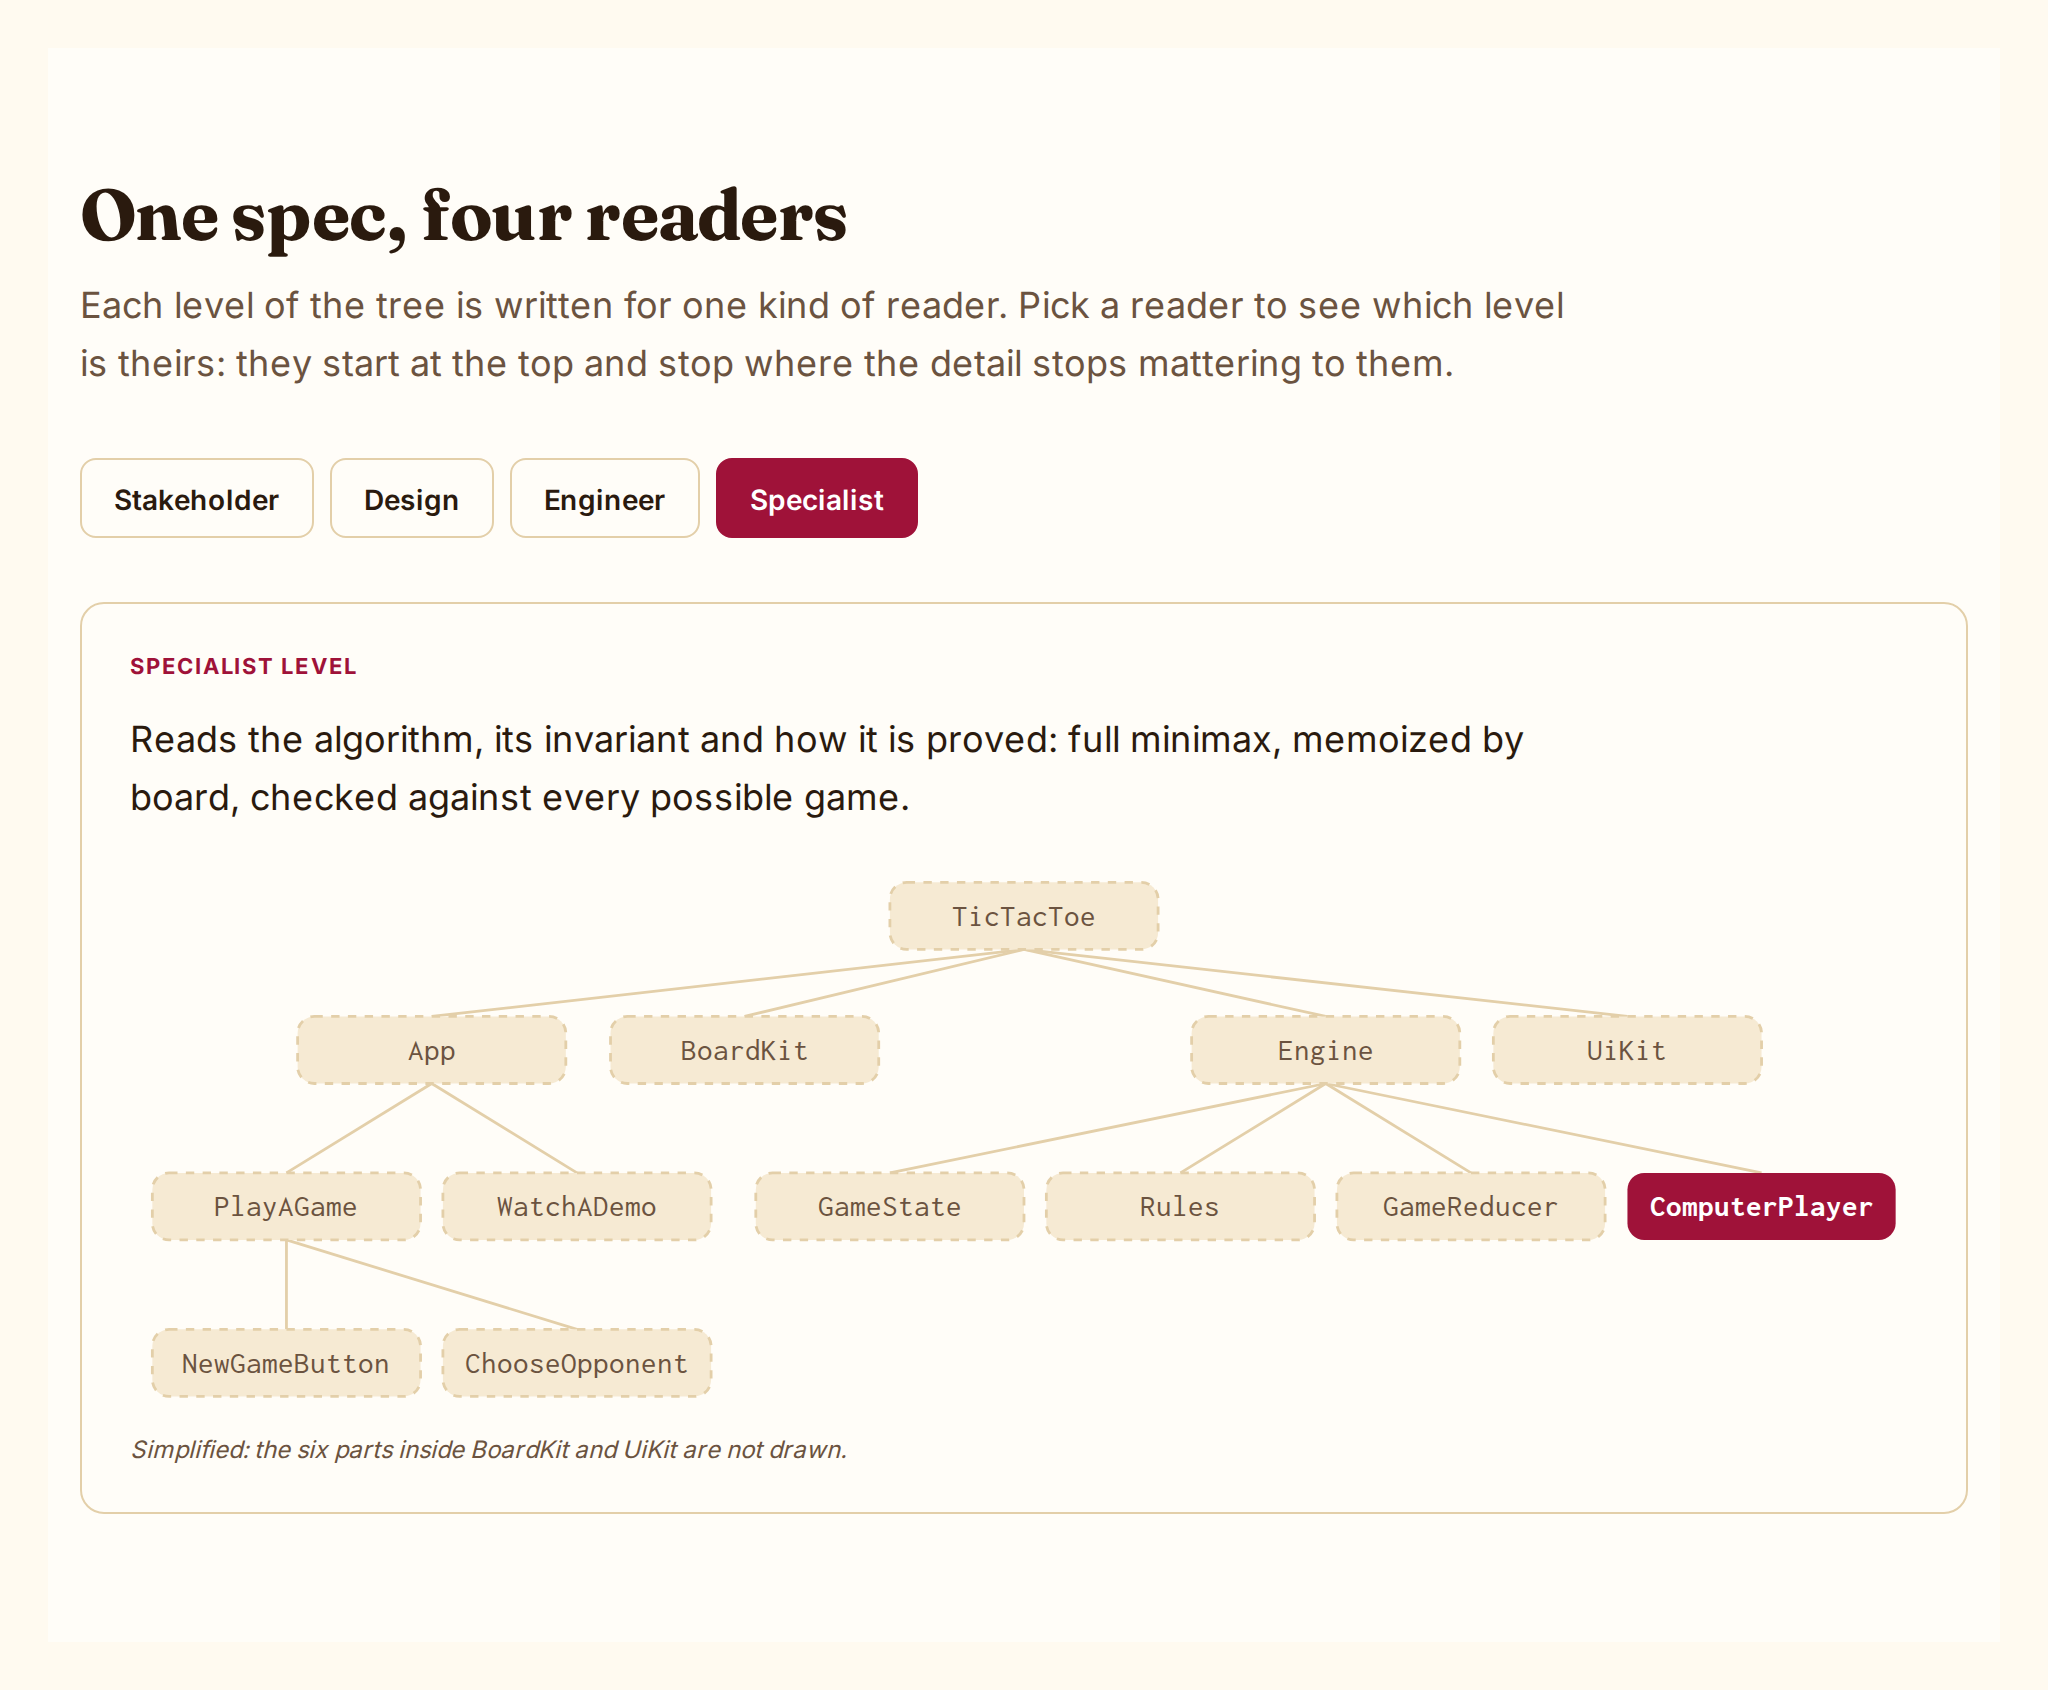 One spec, four readers
Each level of the tree is written for one kind of reader. Pick a reader to see which level
is theirs: they start at the top and stop where the detail stops mattering to them.
Stakeholder Design Engineer Specialist
SPECIALIST LEVEL
Reads the algorithm, its invariant and how it is proved: full minimax, memoized by
board, checked against every possible game.
TicTacToe
App BoardKit Engine UiKit
PlayAGame WatchADemo GameState Rules GameReducer ComputerPlayer
NewGameButton ChooseOpponent
Simplified: the six parts inside BoardKit and UiKit are not drawn.